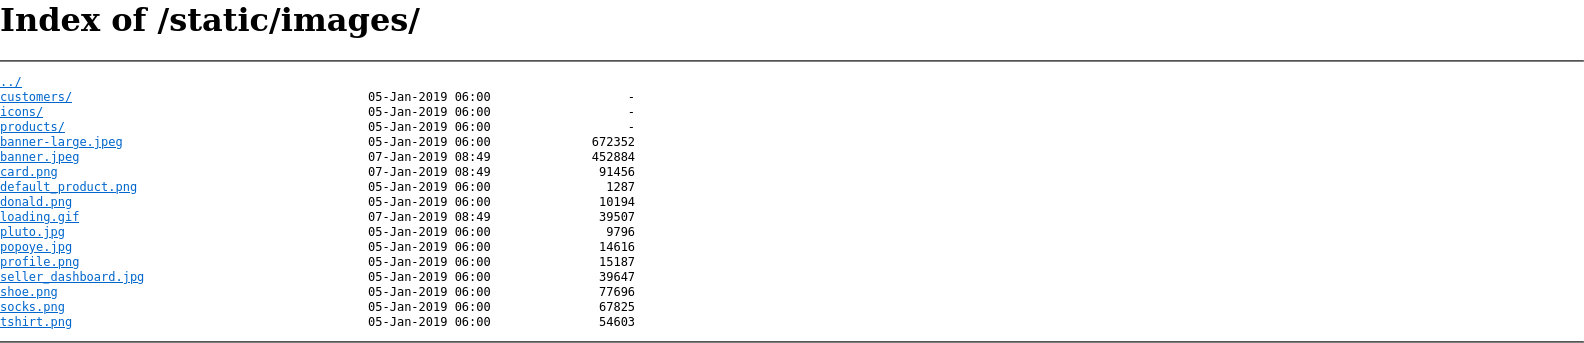 Index of /static/images/
../
customers/ 05-Jan-2019 06:00 -
icons/ 05-Jan-2019 06:00 -
products/ 05-Jan-2019 06:00 -
banner-large.jpeg 05-Jan-2019 06:00 672352
banner.jpeg 07-Jan-2019 08:49 452884
card.png 07-Jan-2019 08:49 91456
default_product.png 05-Jan-2019 06:00 1287
donald.png 05-Jan-2019 06:00 10194
loading.gif 07-Jan-2019 08:49 39507
pluto.jpg 05-Jan-2019 06:00 9796
popoye.jpg 05-Jan-2019 06:00 14616
profile.png 05-Jan-2019 06:00 15187
seller_dashboard.jpg 05-Jan-2019 06:00 39647
shoe.png 05-Jan-2019 06:00 77696
socks.png 05-Jan-2019 06:00 67825
tshirt.png 05-Jan-2019 06:00 54603